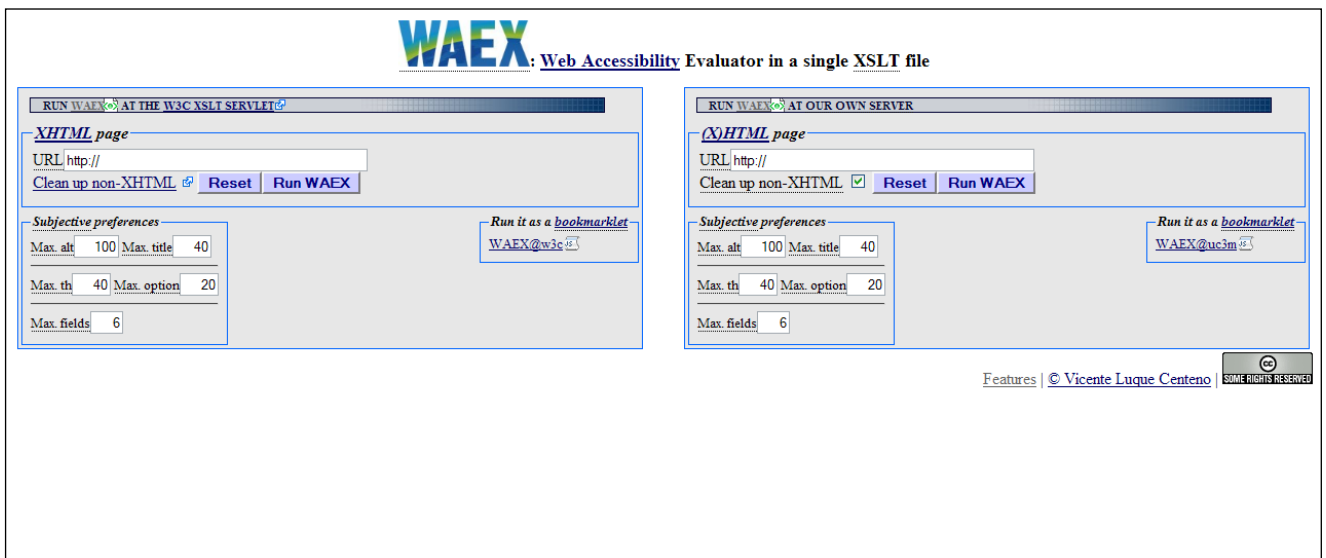 WAEX: Web Accessibility Evaluator in a single XSLT file
RUN WAEX AT THE W3C XSLT SERVLET
XHTML page
URL http://
Clean up non-XHTML Reset Run WAEX
Subjective preferences
Max. alt 100 Max. title 40
Max. th 40 Max. option 20
Max. fields 6
Run it as a bookmarklet
WAEX@w3c
RUN WAEX AT OUR OWN SERVER
(X)HTML page
URL http://
Clean up non-XHTML Reset Run WAEX
Subjective preferences
Max. alt 100 Max. title 40
Max. th 40 Max. option 20
Max. fields 6
Run it as a bookmarklet
WAEX@uc3m
Features | © Vicente Luque Centeno |
cc
SOME RIGHTS RESERVED